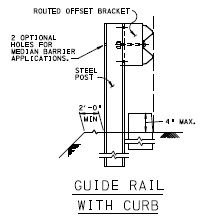 ROUTED OFFSET BRACKET
2 OPTIONAL
HOLES FOR
MEDIAN BARRIER
APPLICATIONS.
STEEL
POST
2'-0"
MIN
4" MAX.
GUIDE RAIL
WITH CURB